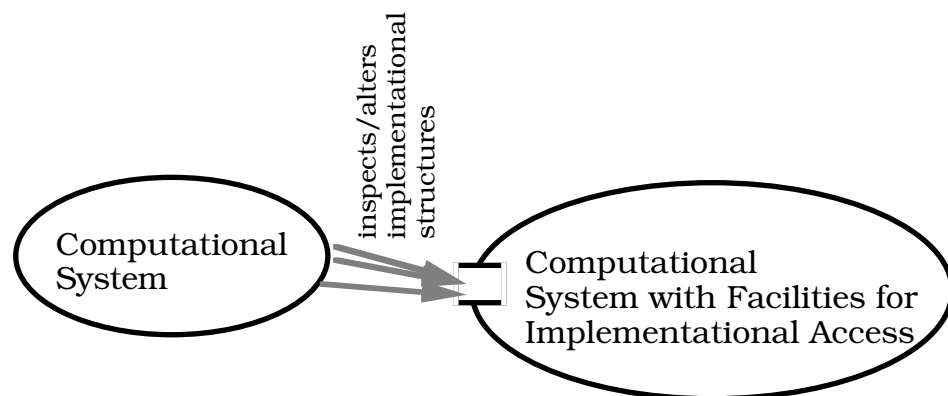 inspects/alters
implementational
structures
Computational
System
Computational
System with Facilities for
Implementational Access